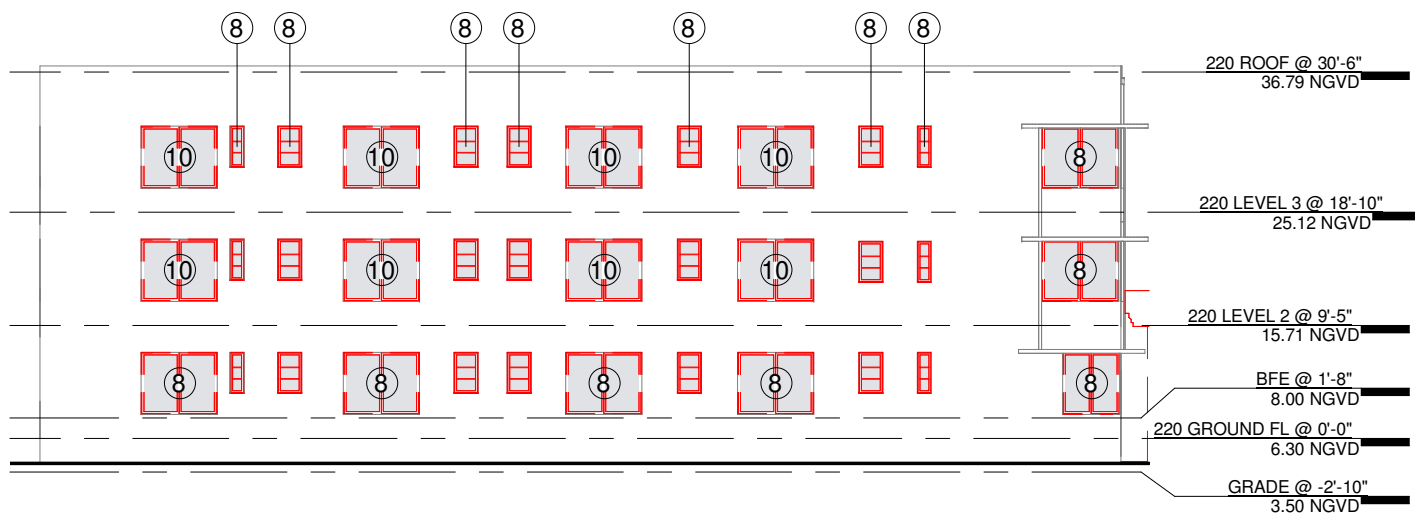 8 8 8 8 8 8 8
220 ROOF @ 30'-6"
36.79 NGVD
10 10 10 10 8
220 LEVEL 3 @ 18'-10"
25.12 NGVD
10 10 10 10 8
220 LEVEL 2 @ 9'-5"
15.71 NGVD
8 8 8 8 8
BFE @ 1'-8"
8.00 NGVD
220 GROUND FL @ 0'-0"
6.30 NGVD
GRADE @ -2'-10"
3.50 NGVD